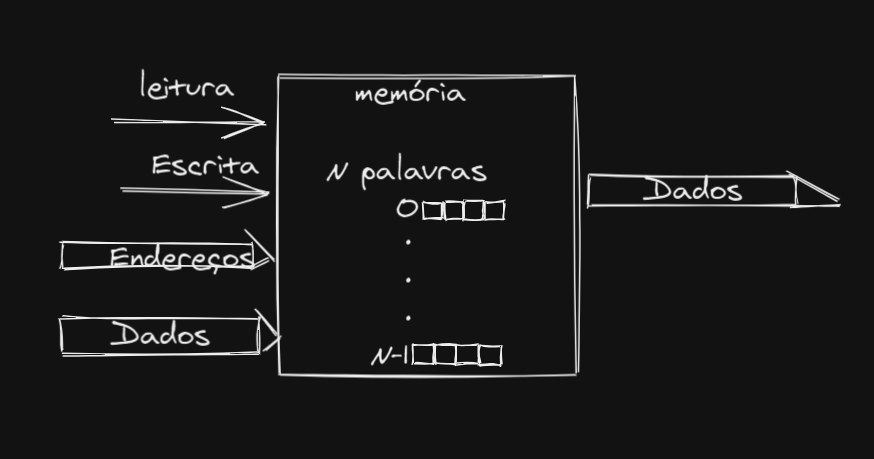 leitura
memória
Escrita
N palavras
Dados
0
Endereços
Dados
N-1